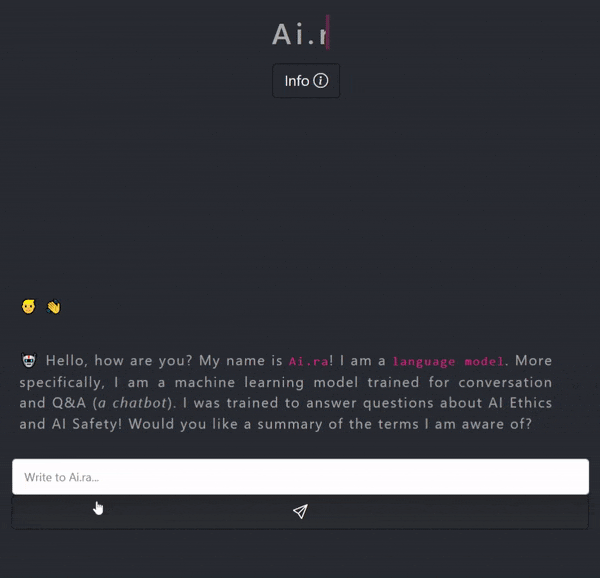 Ai.r
Info
Hello, how are you? My name is Ai.ra! I am a language model. More
specifically, I am a machine learning model trained for conversation
and Q&A (a chatbot). I was trained to answer questions about AI Ethics
and AI Safety! Would you like a summary of the terms I am aware of?
Write to Ai.ra...